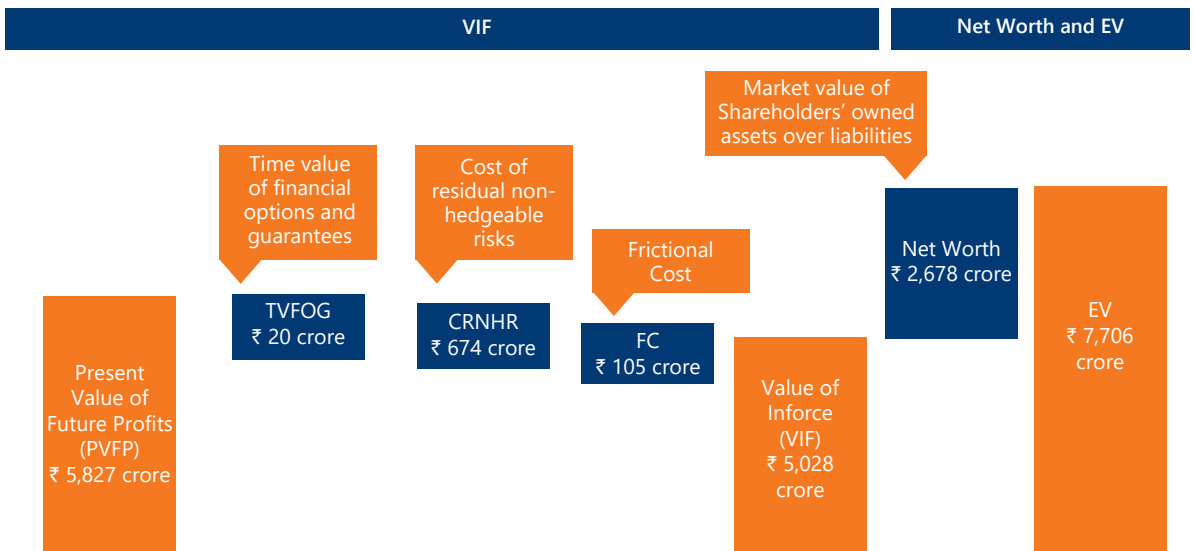 VIF
Net Worth and EV
Market value of
Shareholders’ owned
assets over liabilities
Time value
of financial
options and
guarantees
Cost of
residual non-
hedgeable
risks
Frictional
Cost
Present
Value of
Future Profits
(PVFP)
₹ 5,827 crore
TVFOG
₹ 20 crore
CRNHR
₹ 674 crore
FC
₹ 105 crore
Value of
Inforce
(VIF)
₹ 5,028
crore
Net Worth
₹ 2,678 crore
EV
₹ 7,706
crore